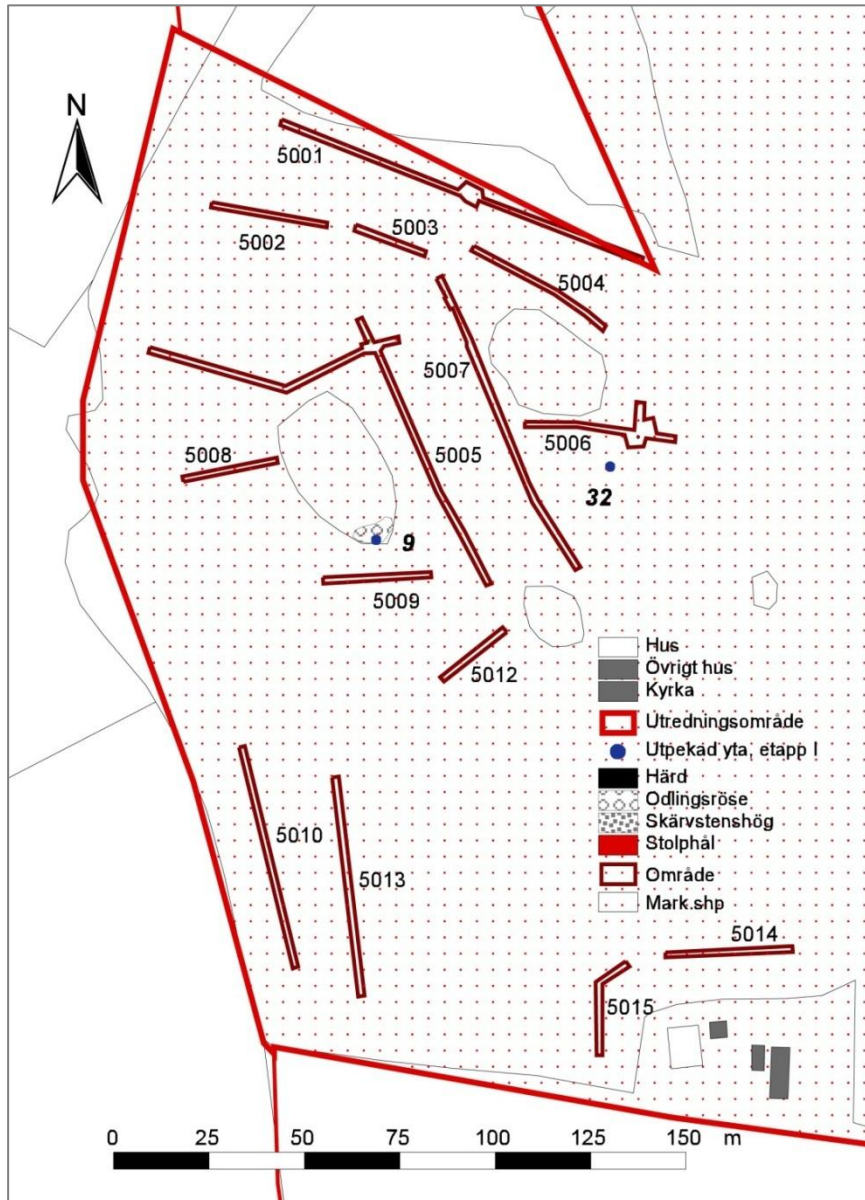 N
5001
5002
5003
5004
5007
5006
5008
5005
32
9
5009
5012
Hus
Övrigt hus
Kyrka
Utredningsområde
Utpekad yta, etapp I
Härd
Odlingsröse
Skärvstenshög
Stolphål
Område
Mark.shp
5010
5013
5014
5015
0 25 50 75 100 125 150 m